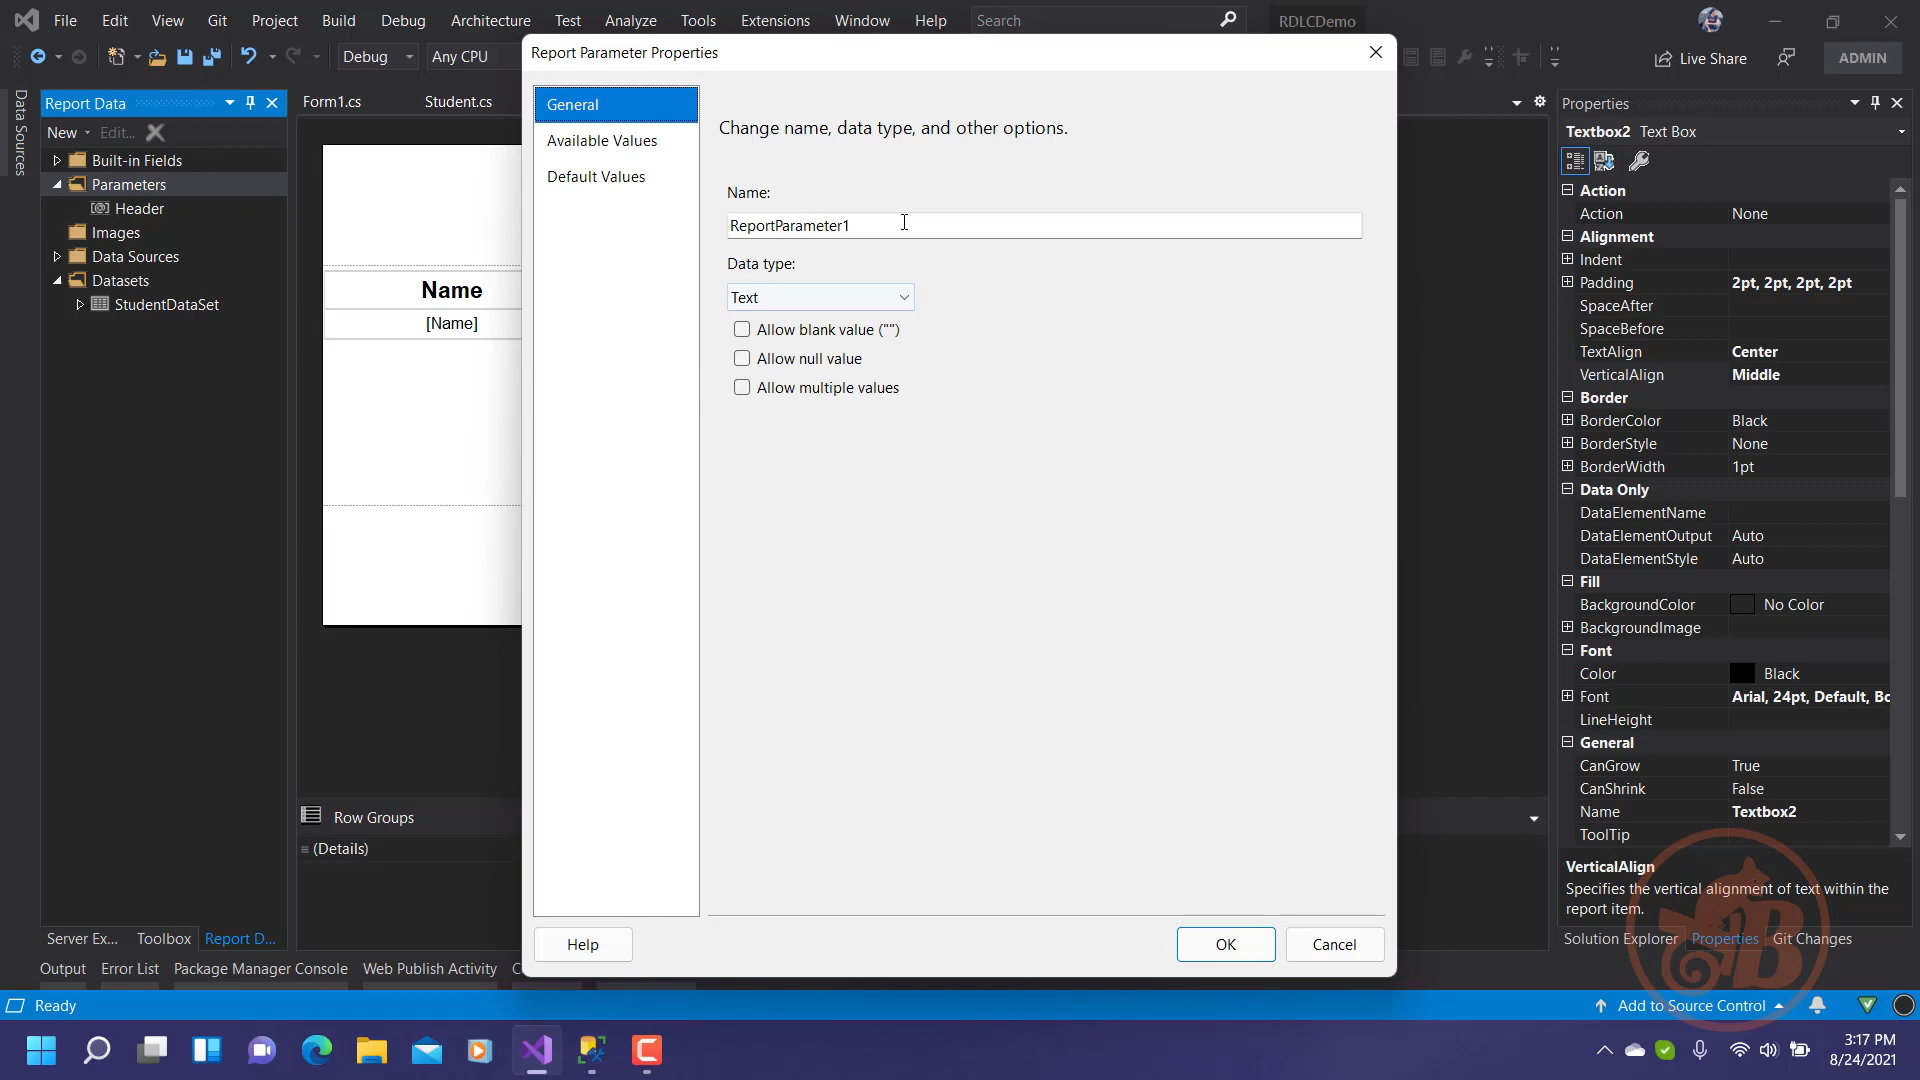 File Edit View Git Project Build Debug Architecture Test Analyze Tools Extensions Window Help Search RDLCDemo
Debug Any CPU Live Share ADMIN
Data Sources
Report Data
New Edit...
Built-in Fields
Parameters
Header
Images
Data Sources
Datasets
StudentDataSet
Server Ex... Toolbox Report D...
Form1.cs Student.cs
Name
[Name]
Row Groups
(Details)
Report Parameter Properties
General
Available Values
Default Values
Change name, data type, and other options.
Name:
ReportParameter1
Data type:
Text
Allow blank value ("")
Allow null value
Allow multiple values
Help OK Cancel
Properties
Textbox2 Text Box
Action
Action None
Alignment
Indent
Padding 2pt, 2pt, 2pt, 2pt
SpaceAfter
SpaceBefore
TextAlign Center
VerticalAlign Middle
Border
BorderColor Black
BorderStyle None
BorderWidth 1pt
Data Only
DataElementName
DataElementOutput Auto
DataElementStyle Auto
Fill
BackgroundColor No Color
BackgroundImage
Font
Color Black
Font Arial, 24pt, Default, Bc
LineHeight
General
CanGrow True
CanShrink False
Name Textbox2
ToolTip
VerticalAlign
Specifies the vertical alignment of text within the
report item.
Solution Explorer Properties Git Changes
Output Error List Package Manager Console Web Publish Activity C
Ready Add to Source Control
3:17 PM
8/24/2021